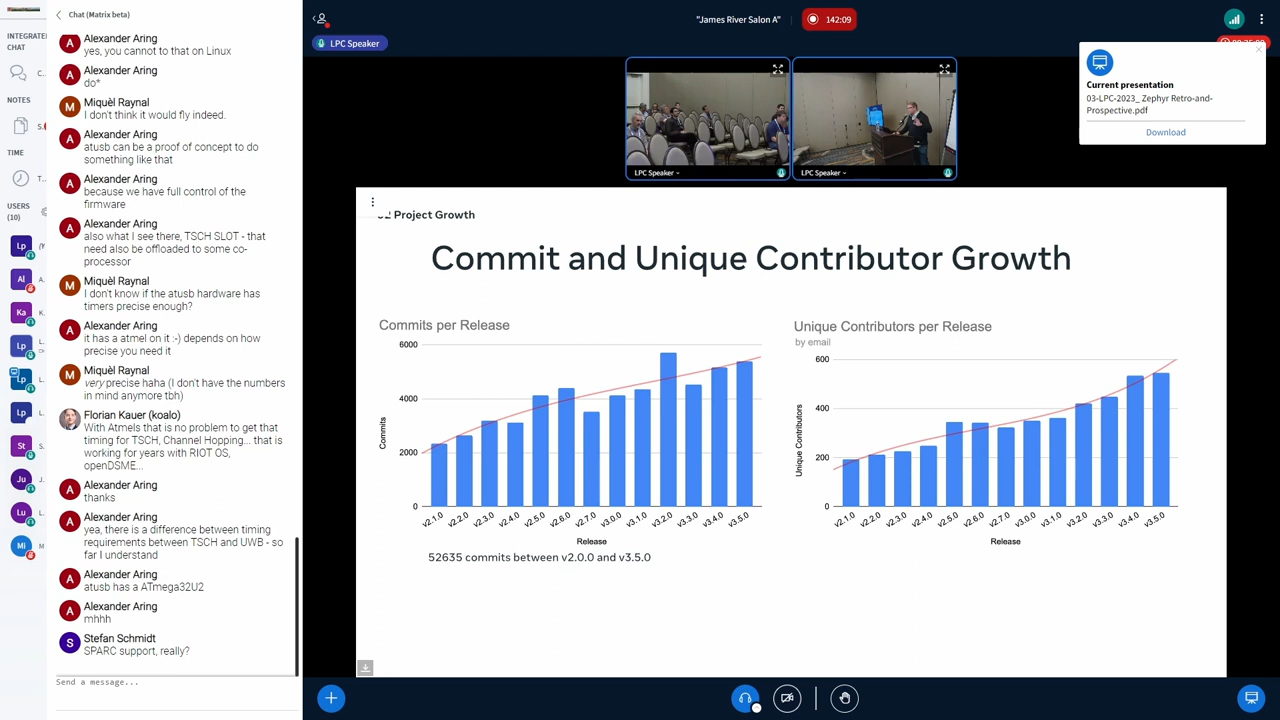 INTEGRATED
CHAT
C.
NOTES
S.
TIME
T...
USERS
(10)
Lp
Al
A.
Ka
K.
Lp
L.
Lp
L.
Lp
L.
St
S.
Ju
J.
Lu
L.
Mi
M...
Chat (Matrix beta)
A
Alexander Aring
yes, you cannot to that on Linux
A
Alexander Aring
do*
M
Miquèl Raynal
I don't think it would fly indeed.
A
Alexander Aring
atusb can be a proof of concept to do
something like that
A
Alexander Aring
because we have full control of the
firmware
A
Alexander Aring
also what I see there, TSCH SLOT - that
need also be offloaded to some co-
processor
M
Miquèl Raynal
I don't know if the atusb hardware has
timers precise enough?
A
Alexander Aring
it has a atmel on it :-) depends on how
precise you need it
M
Miquèl Raynal
very precise haha (I don't have the numbers
in mind anymore tbh)
Florian Kauer (koalo)
With Atmels that is no problem to get that
timing for TSCH, Channel Hopping... that is
working for years with RIOT OS,
openDSME...
A
Alexander Aring
thanks
A
Alexander Aring
yea, there is a difference between timing
requirements between TSCH and UWB - so
far I understand
A
Alexander Aring
atusb has a ATmega32U2
A
Alexander Aring
mhhh
S
Stefan Schmidt
SPARC support, really?
Send a message...
"James River Salon A"
142:09
LPC Speaker
LPC Speaker
LPC Speaker
Current presentation
03-LPC-2023_ Zephyr Retro-and-
Prospective.pdf
Download
Project Growth
Commit and Unique Contributor Growth
Commits per Release
6000
4000
2000
0
Commits
v2.1.0 v2.2.0 v2.3.0 v2.4.0 v2.5.0 v2.6.0 v2.7.0 v3.0.0 v3.1.0 v3.2.0 v3.3.0 v3.4.0 v3.5.0
Release
52635 commits between v2.0.0 and v3.5.0
Unique Contributors per Release
by email
600
400
200
0
Unique Contributors
v2.1.0 v2.2.0 v2.3.0 v2.4.0 v2.5.0 v2.6.0 v2.7.0 v3.0.0 v3.1.0 v3.2.0 v3.3.0 v3.4.0 v3.5.0
Release